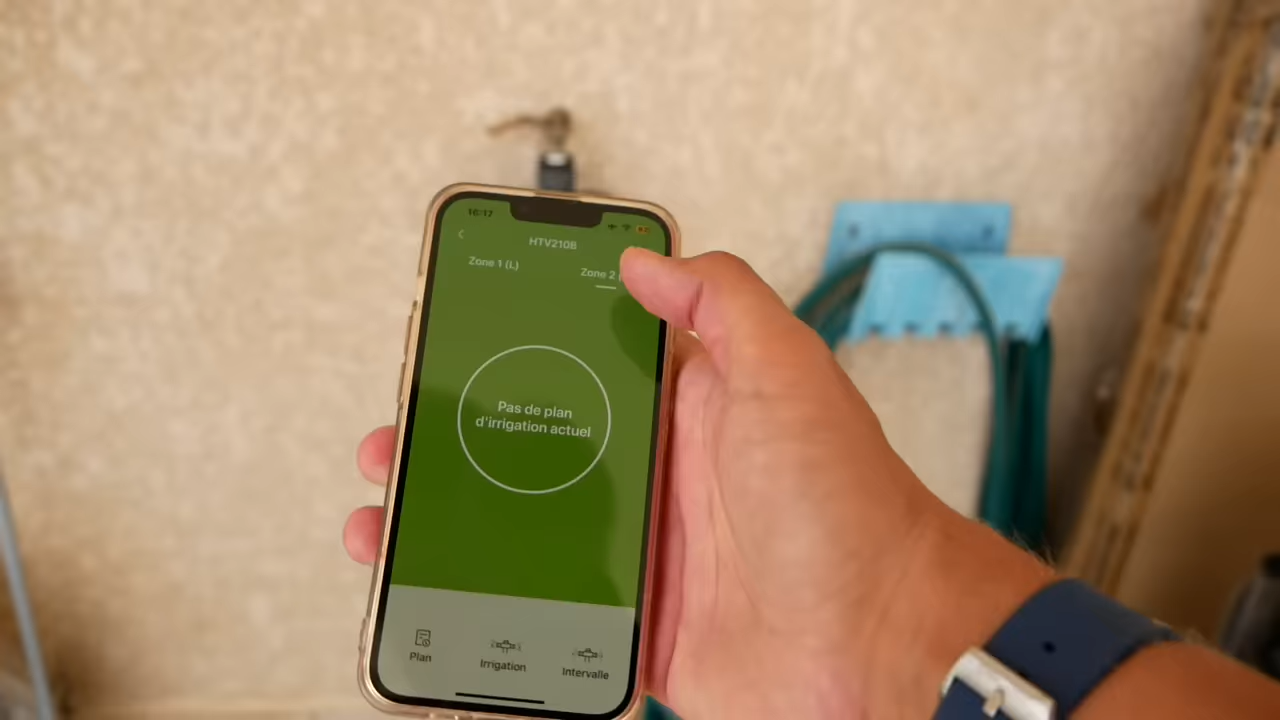 16:17
HTV210B
Zone 1 (L)
Zone 2
Pas de plan
d'irrigation actuel
Plan
Irrigation
Intervalle